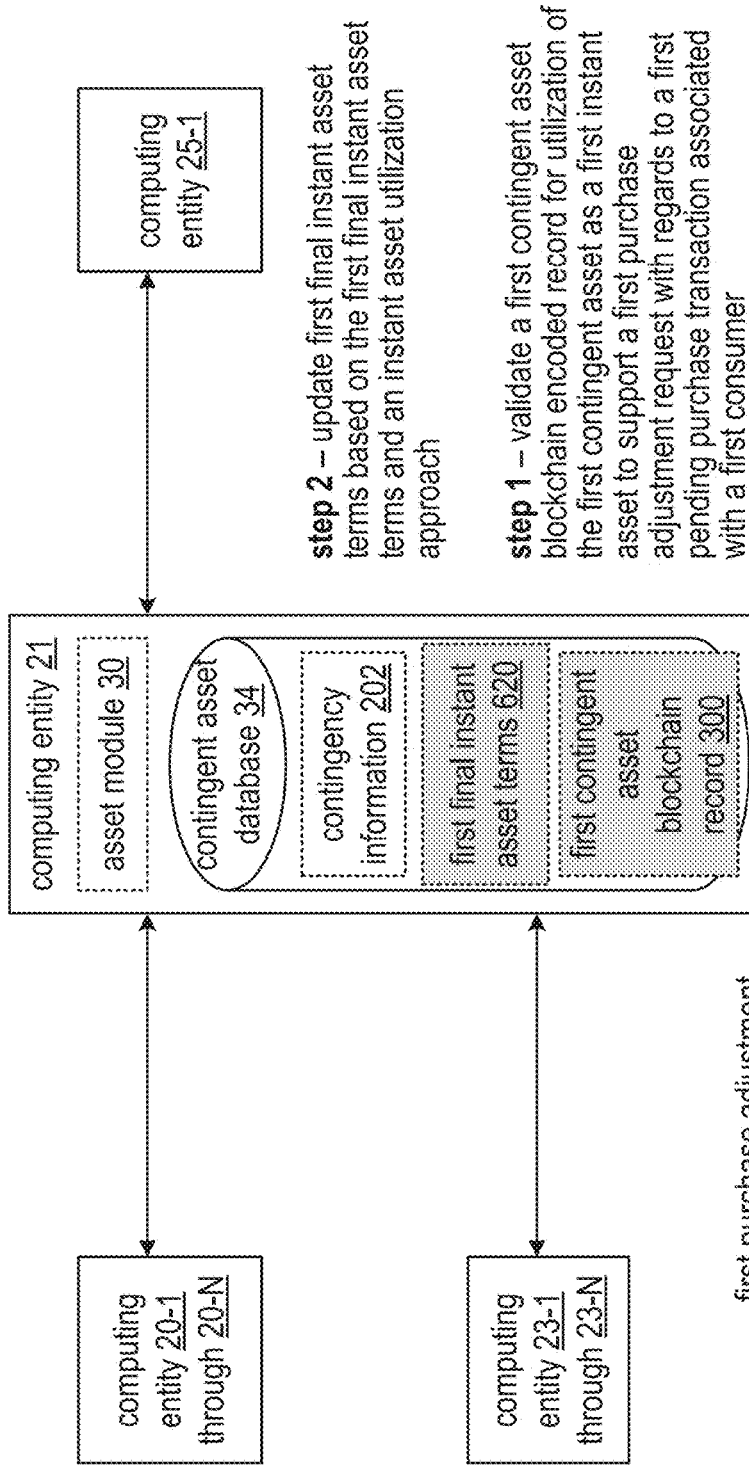 computing
entity 20-1
through 20-N
computing
entity 23-1
through 23-N
computing entity 21
asset module 30
contingent asset
database 34
contingency
information 202
first final instant
asset terms 620
first contingent
asset
blockchain
record 300
computing
entity 25-1
step 2 – update first final instant asset
terms based on the first final instant asset
terms and an instant asset utilization
approach
step 1 – validate a first contingent asset
blockchain encoded record for utilization of
the first contingent asset as a first instant
asset to support a first purchase
adjustment request with regards to a first
pending purchase transaction associated
with a first consumer
first purchase adjustment